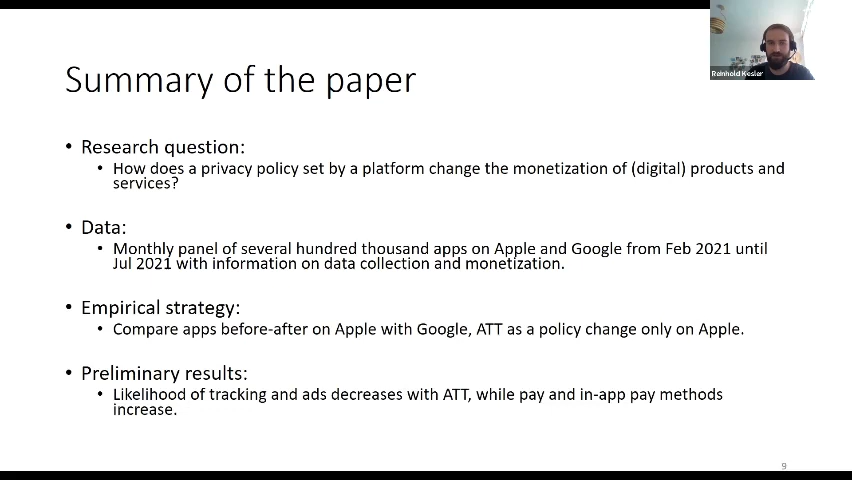 Reinhold Kesler
Summary of the paper
• Research question:
• How does a privacy policy set by a platform change the monetization of (digital) products and
services?
• Data:
• Monthly panel of several hundred thousand apps on Apple and Google from Feb 2021 until
Jul 2021 with information on data collection and monetization.
• Empirical strategy:
• Compare apps before-after on Apple with Google, ATT as a policy change only on Apple.
• Preliminary results:
• Likelihood of tracking and ads decreases with ATT, while pay and in-app pay methods
increase.
9